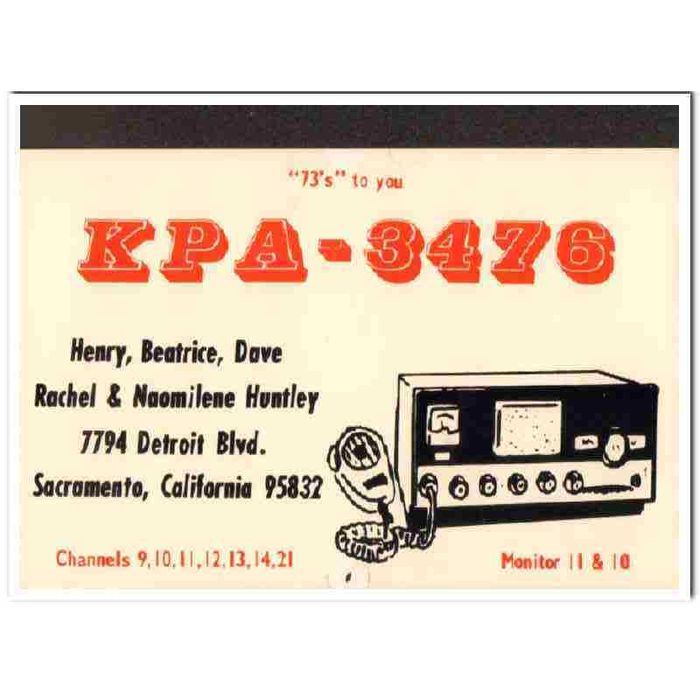 "73's" to you
KPA-3476
Henry, Beatrice, Dave
Rachel & Naomilene Huntley
7794 Detroit Blvd.
Sacramento, California 95832
Channels 9,10,11,12,13,14,21
Monitor 11 & 10